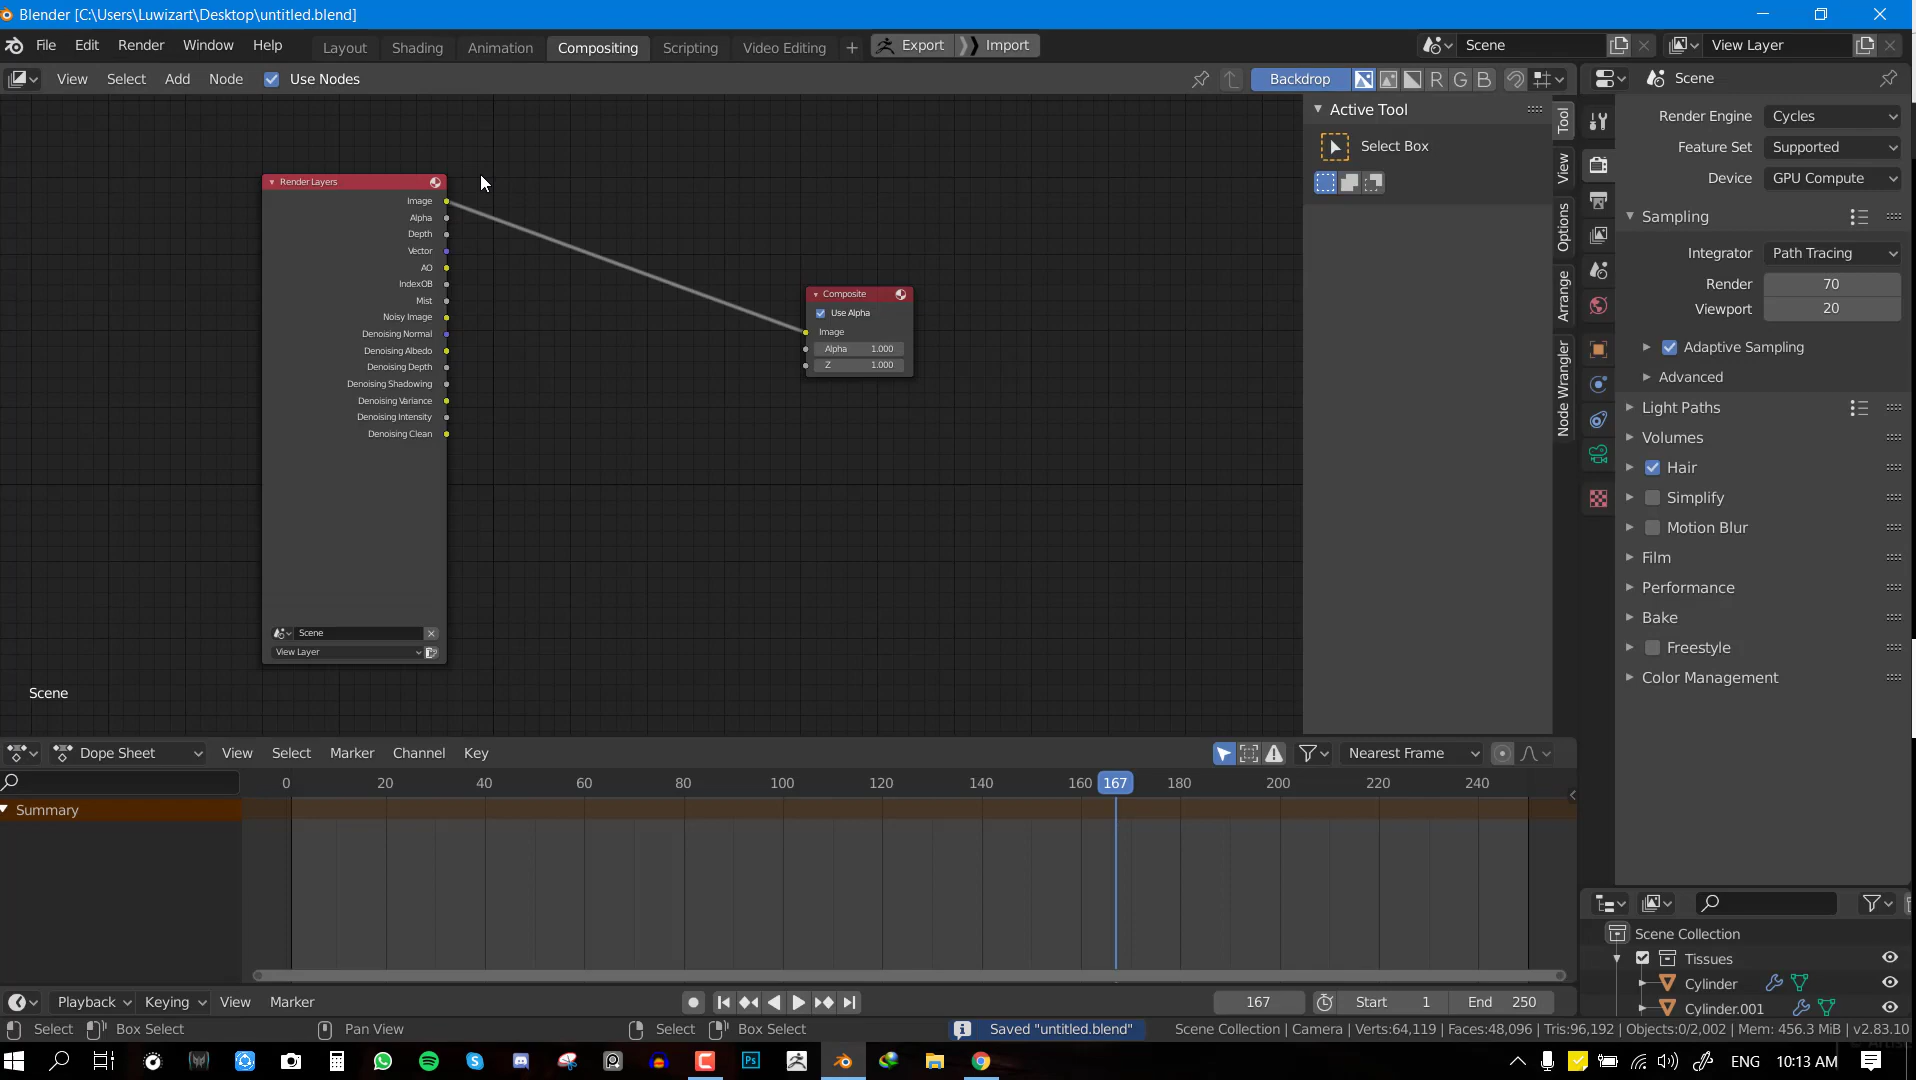 Blender [C:\Users\Luwizart\Desktop\untitled.blend]
File Edit Render Window Help Layout Shading Animation Compositing Scripting Video Editing + Export Import Scene View Layer
View Select Add Node Use Nodes Backdrop R G B Scene
Active Tool
Select Box
Tool
View
Options
Arrange
Node Wrangler
Render Layers
Image
Alpha
Depth
Vector
AO
IndexOB
Mist
Noisy Image
Denoising Normal
Denoising Albedo
Denoising Depth
Denoising Shadowing
Denoising Variance
Denoising Intensity
Denoising Clean
Scene
View Layer
Composite
Use Alpha
Image
Alpha 1.000
Z 1.000
Scene
Render Engine Cycles
Feature Set Supported
Device GPU Compute
Sampling
Integrator Path Tracing
Render 70
Viewport 20
Adaptive Sampling
Advanced
Light Paths
Volumes
Hair
Simplify
Motion Blur
Film
Performance
Bake
Freestyle
Color Management
Dope Sheet View Select Marker Channel Key Nearest Frame
0 20 40 60 80 100 120 140 160 167 180 200 220 240
Summary
Scene Collection
Tissues
Cylinder
Cylinder.001
Playback Keying View Marker 167 Start 1 End 250
Select Box Select Pan View Select Box Select Saved "untitled.blend" Scene Collection | Camera | Verts:64,119 | Faces:48,096 | Tris:96,192 | Objects:0/2,002 | Mem: 456.3 MiB | v2.83.10
Ps ENG 10:13 AM